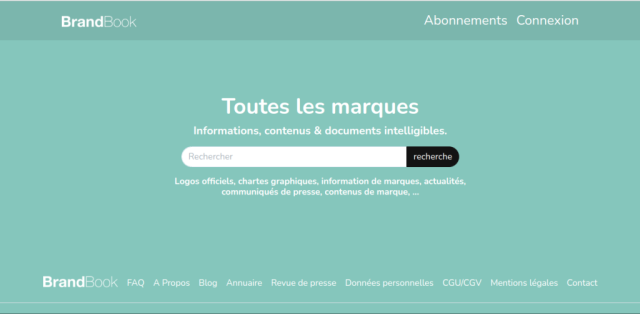 BrandBook Abonnements Connexion
Toutes les marques
Informations, contenus & documents intelligibles.
Rechercher recherche
Logos officiels, chartes graphiques, information de marques, actualités,
communiqués de presse, contenus de marque, ...
BrandBook FAQ A Propos Blog Annuaire Revue de presse Données personnelles CGU/CGV Mentions légales Contact